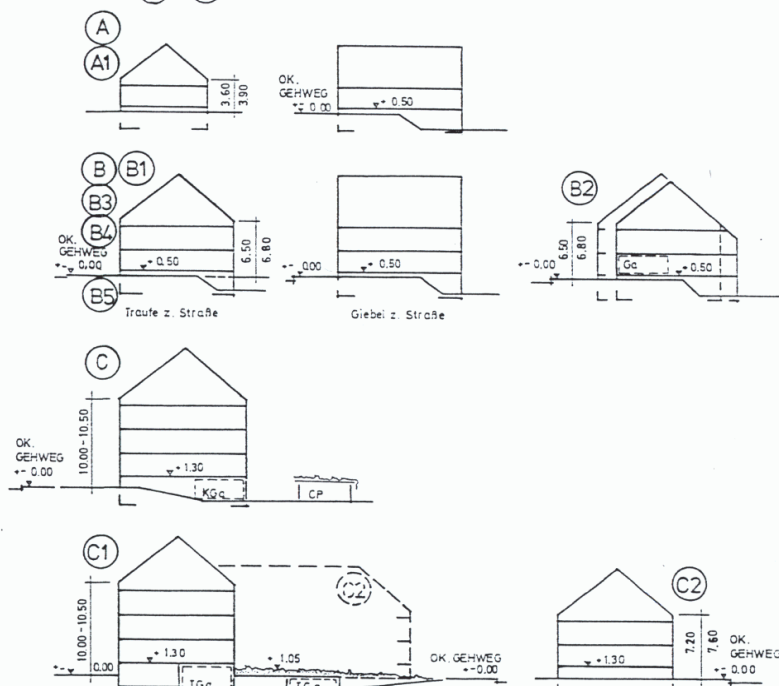 A
A1
3.60
3.90
OK.
GEHWEG
+- 0.00
+ 0.50
B B1
B3
B4
OK.
GEHWEG
+- 0.00
+ 0.50
6.50
6.80
B5
Traufe z. Straße
+- 0.00
+ 0.50
Giebel z. Straße
B2
6.50
6.80
+- 0.00
Ga
+ 0.50
C
10.00 - 10.50
OK.
GEHWEG
+- 0.00
+ 1.30
KGa
CP
C1
10.00 - 10.50
+- 0.00
+ 1.30
TGa
C2
+ 1.05
OK. GEHWEG
+- 0.00
C2
+ 1.30
7.20
7.60
OK.
GEHWEG
+- 0.00